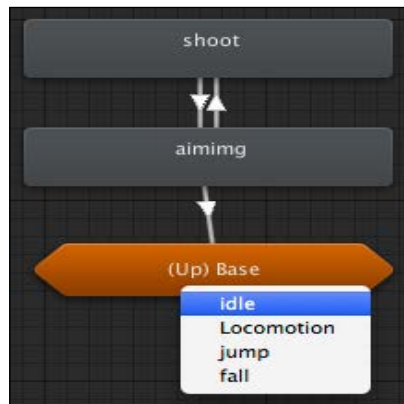 shoot
aimimg
(Up) Base
idle
Locomotion
jump
fall